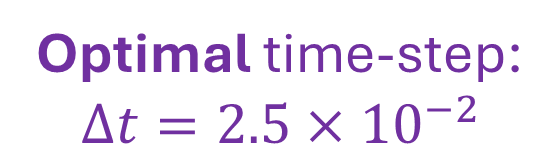 Optimal time-step:
Δt = 2.5 × 10⁻²